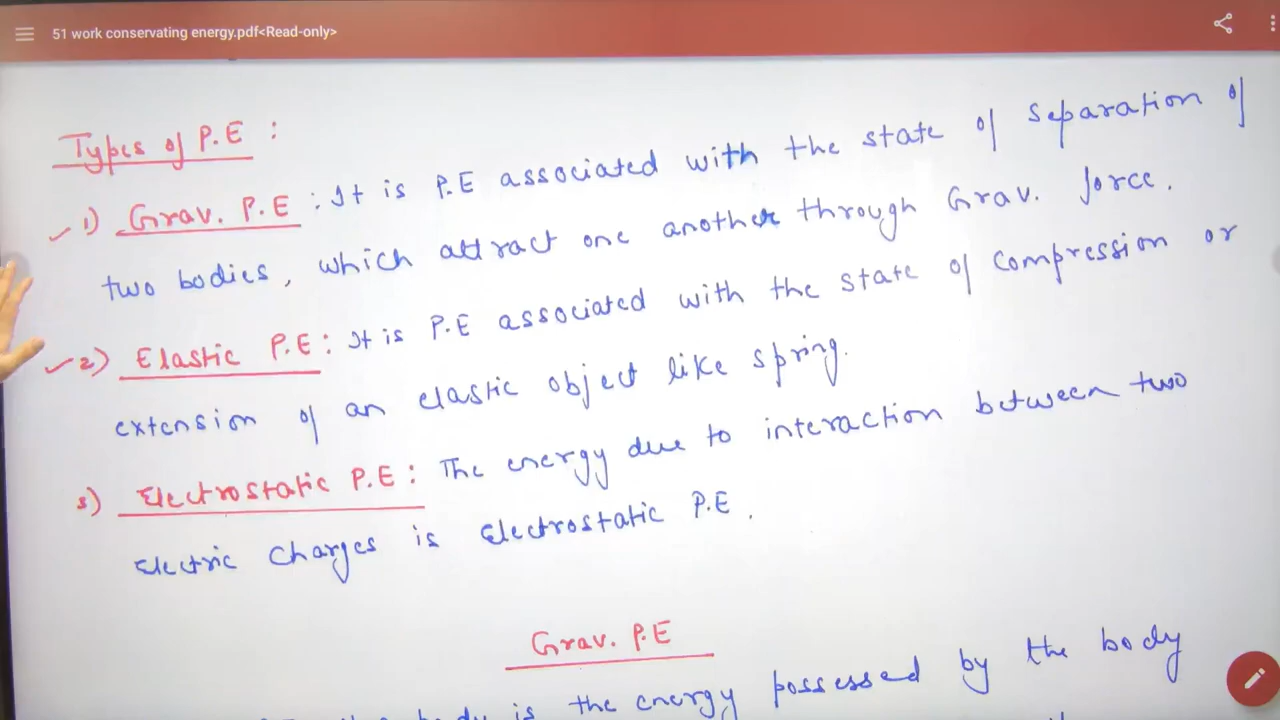 51 work conservating energy.pdf<Read-only>
Types of P.E :
1) Grav. P.E : It is P.E associated with the state of separation of
two bodies, which attract one another through Grav. force.
2) Elastic P.E : It is P.E associated with the state of compression or
extension of an elastic object like spring.
3) Electrostatic P.E : The energy due to interaction between two
Electric charges is Electrostatic P.E.
Grav. P.E
body is the energy possessed by the body